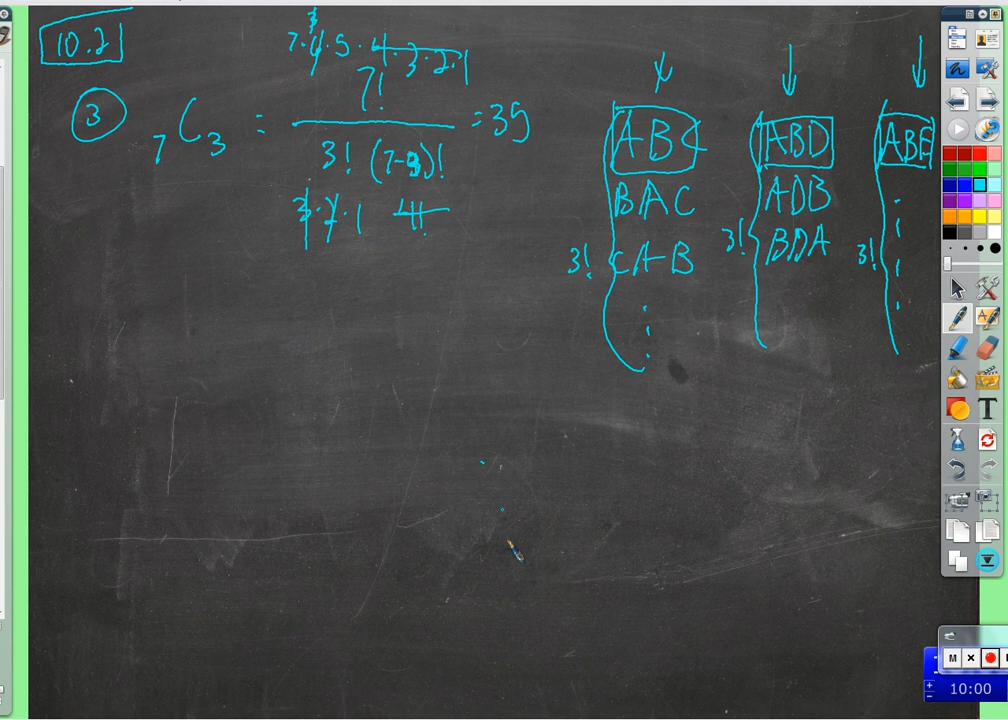 10.2
3
7·6·5·4·3·2·1
7!
7C3 = = 35
3! (7-3)!
3·2·1 4!
ABC
BAC
3! CAB
ABD
ADB
3! BDA
ABE
3!
M
10:00